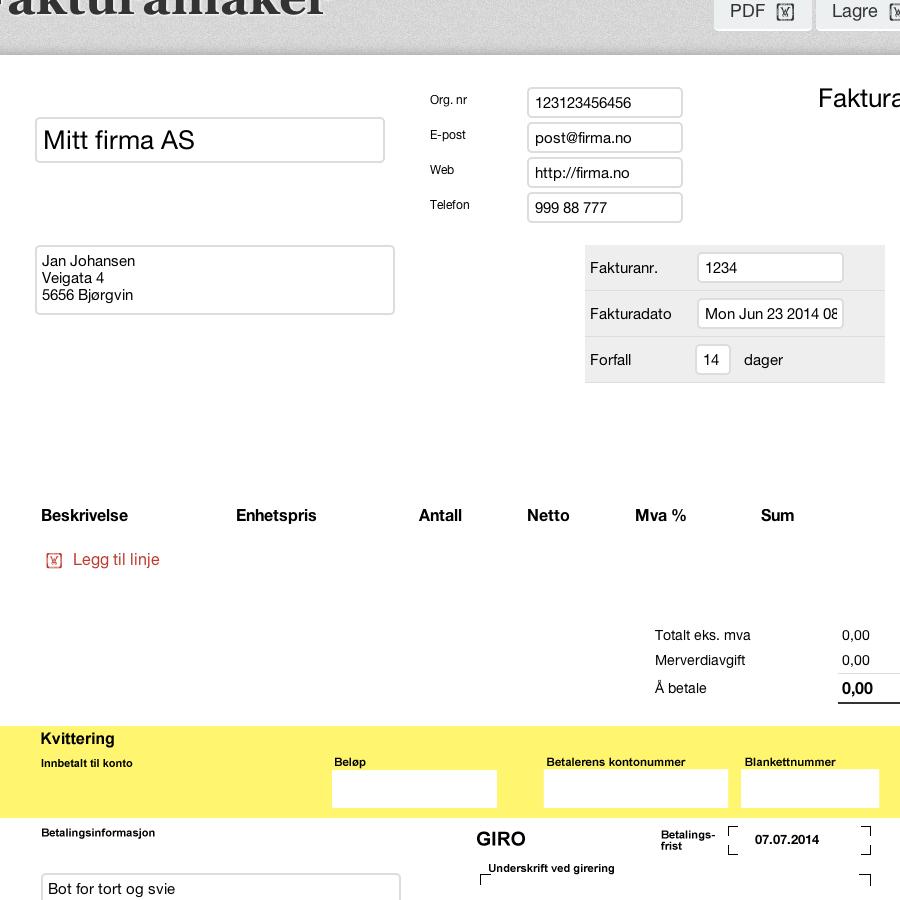 Fakturamaker
PDF
Lagre
Mitt firma AS
Org. nr
123123456456
E-post
post@firma.no
Web
http://firma.no
Telefon
999 88 777
Faktura
Jan Johansen
Veigata 4
5656 Bjørgvin
Fakturanr.
1234
Fakturadato
Mon Jun 23 2014 08
Forfall
14
dager
Beskrivelse
Enhetspris
Antall
Netto
Mva %
Sum
Legg til linje
Totalt eks. mva
0,00
Merverdiavgift
0,00
Å betale
0,00
Kvittering
Innbetalt til konto
Beløp
Betalerens kontonummer
Blankettnummer
Betalingsinformasjon
GIRO
Betalings-
frist
07.07.2014
Underskrift ved girering
Bot for tort og svie